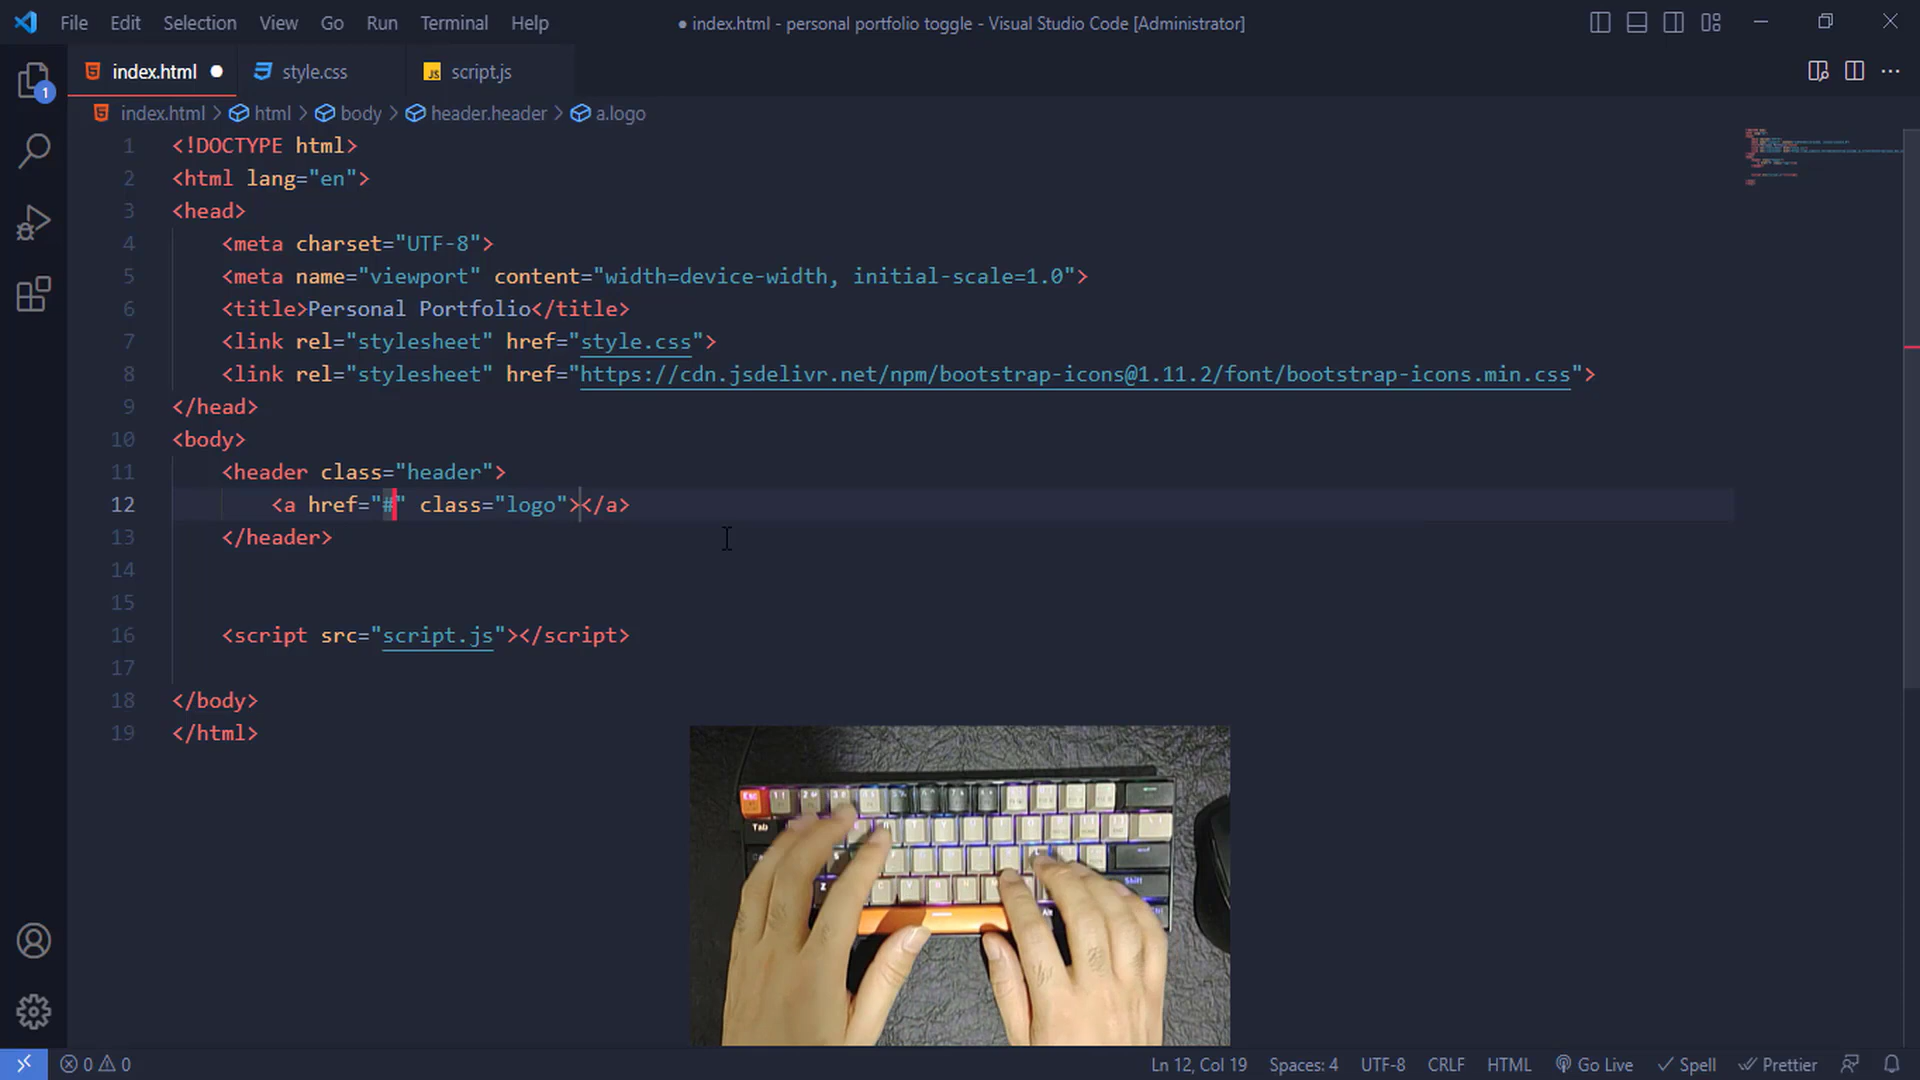 File Edit Selection View Go Run Terminal Help
● index.html - personal portfolio toggle - Visual Studio Code [Administrator]
index.html
style.css
JS script.js
1
index.html > html > body > header.header > a.logo
1 <!DOCTYPE html>
2 <html lang="en">
3 <head>
4 <meta charset="UTF-8">
5 <meta name="viewport" content="width=device-width, initial-scale=1.0">
6 <title>Personal Portfolio</title>
7 <link rel="stylesheet" href="style.css">
8 <link rel="stylesheet" href="https://cdn.jsdelivr.net/npm/bootstrap-icons@1.11.2/font/bootstrap-icons.min.css">
9 </head>
10 <body>
11 <header class="header">
12 <a href="#" class="logo"></a>
13 </header>
14
15
16 <script src="script.js"></script>
17
18 </body>
19 </html>
Esc
Tab
Z C V B N
Shift
Alt
0 0
Ln 12, Col 19 Spaces: 4 UTF-8 CRLF HTML Go Live Spell Prettier